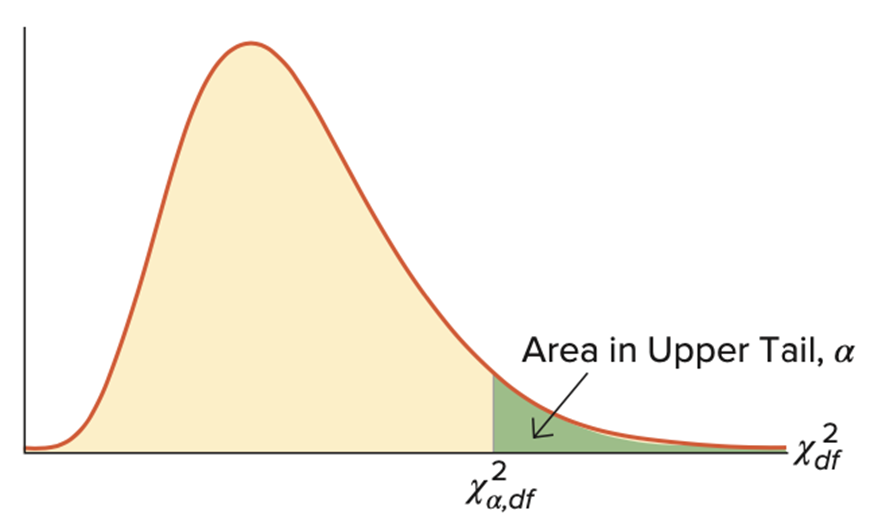 Area in Upper Tail, α
χ²df
χ²α,df